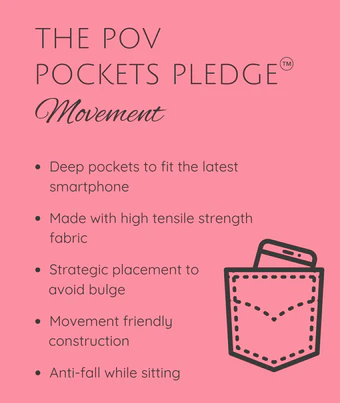 THE POV
POCKETS PLEDGE™
Movement
• Deep pockets to fit the latest
smartphone
• Made with high tensile strength
fabric
• Strategic placement to
avoid bulge
• Movement friendly
construction
• Anti-fall while sitting